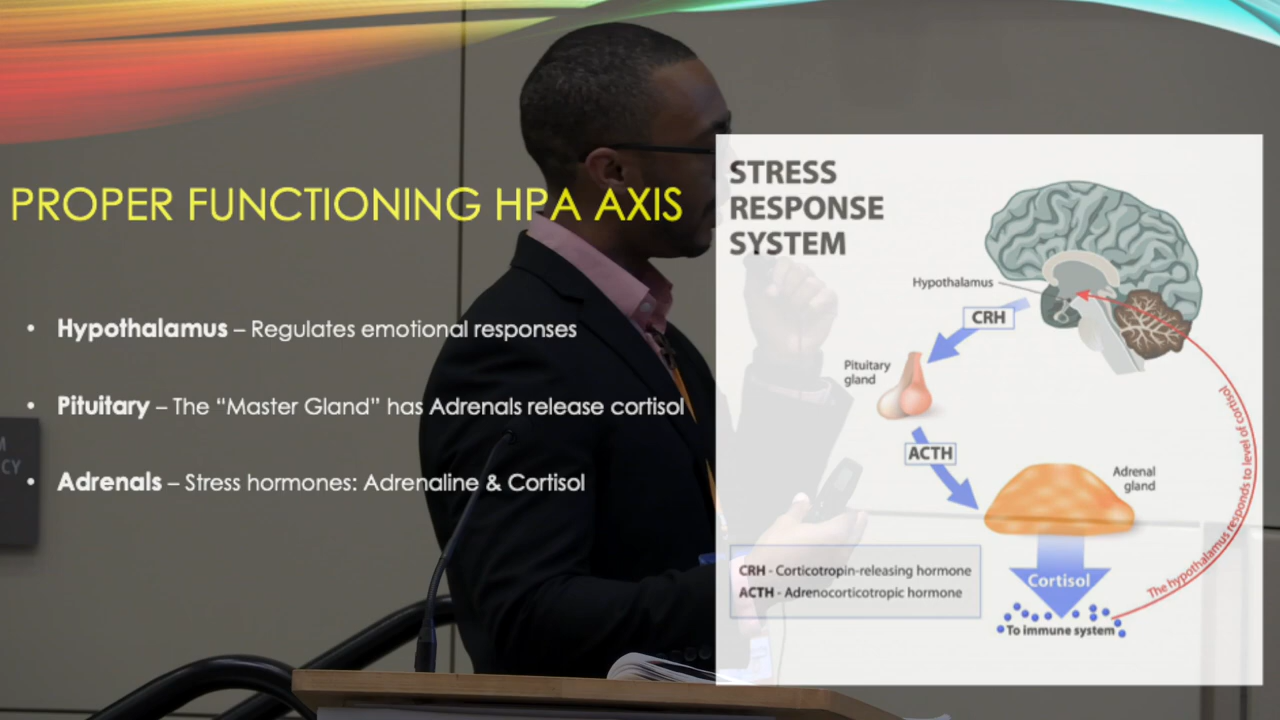 PROPER FUNCTIONING HPA AXIS
• Hypothalamus – Regulates emotional responses
• Pituitary – The “Master Gland” has Adrenals release cortisol
• Adrenals – Stress hormones: Adrenaline & Cortisol
STRESS
RESPONSE
SYSTEM
Hypothalamus
CRH
Pituitary
gland
ACTH
Adrenal
gland
Cortisol
To immune system
The hypothalamus responds to level of cortisol
CRH - Corticotropin-releasing hormone
ACTH - Adrenocorticotropic hormone
M
CY